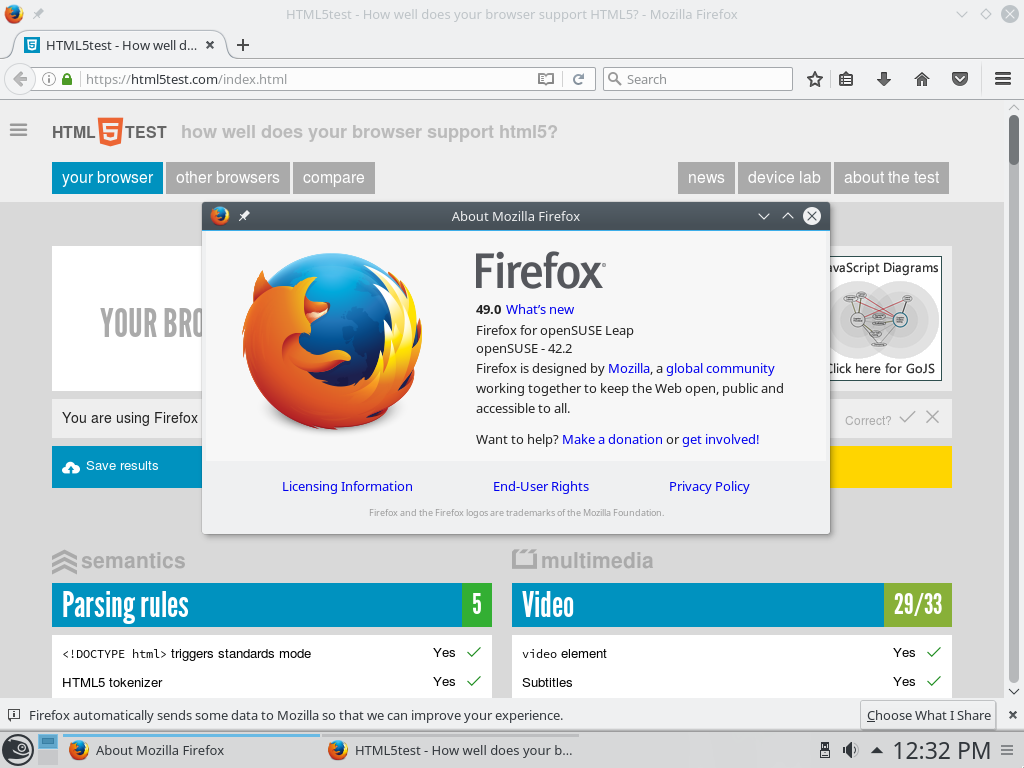 HTML5test - How well does your browser support HTML5? - Mozilla Firefox
HTML5test - How well d...
https://html5test.com/index.html
Search
HTML 5 TEST how well does your browser support html5?
your browser other browsers compare news device lab about the test
About Mozilla Firefox
YOUR BRO
Firefox
49.0 What's new
Firefox for openSUSE Leap
openSUSE - 42.2
Firefox is designed by Mozilla, a global community
working together to keep the Web open, public and
accessible to all.
Want to help? Make a donation or get involved!
Licensing Information End-User Rights Privacy Policy
Firefox and the Firefox logos are trademarks of the Mozilla Foundation.
avaScript Diagrams
Click here for GoJS
You are using Firefox
Correct?
Save results
semantics
Parsing rules 5
<!DOCTYPE html> triggers standards mode Yes
HTML5 tokenizer Yes
multimedia
Video 29/33
video element Yes
Subtitles Yes
Firefox automatically sends some data to Mozilla so that we can improve your experience.
Choose What I Share
About Mozilla Firefox
HTML5test - How well does your b...
12:32 PM